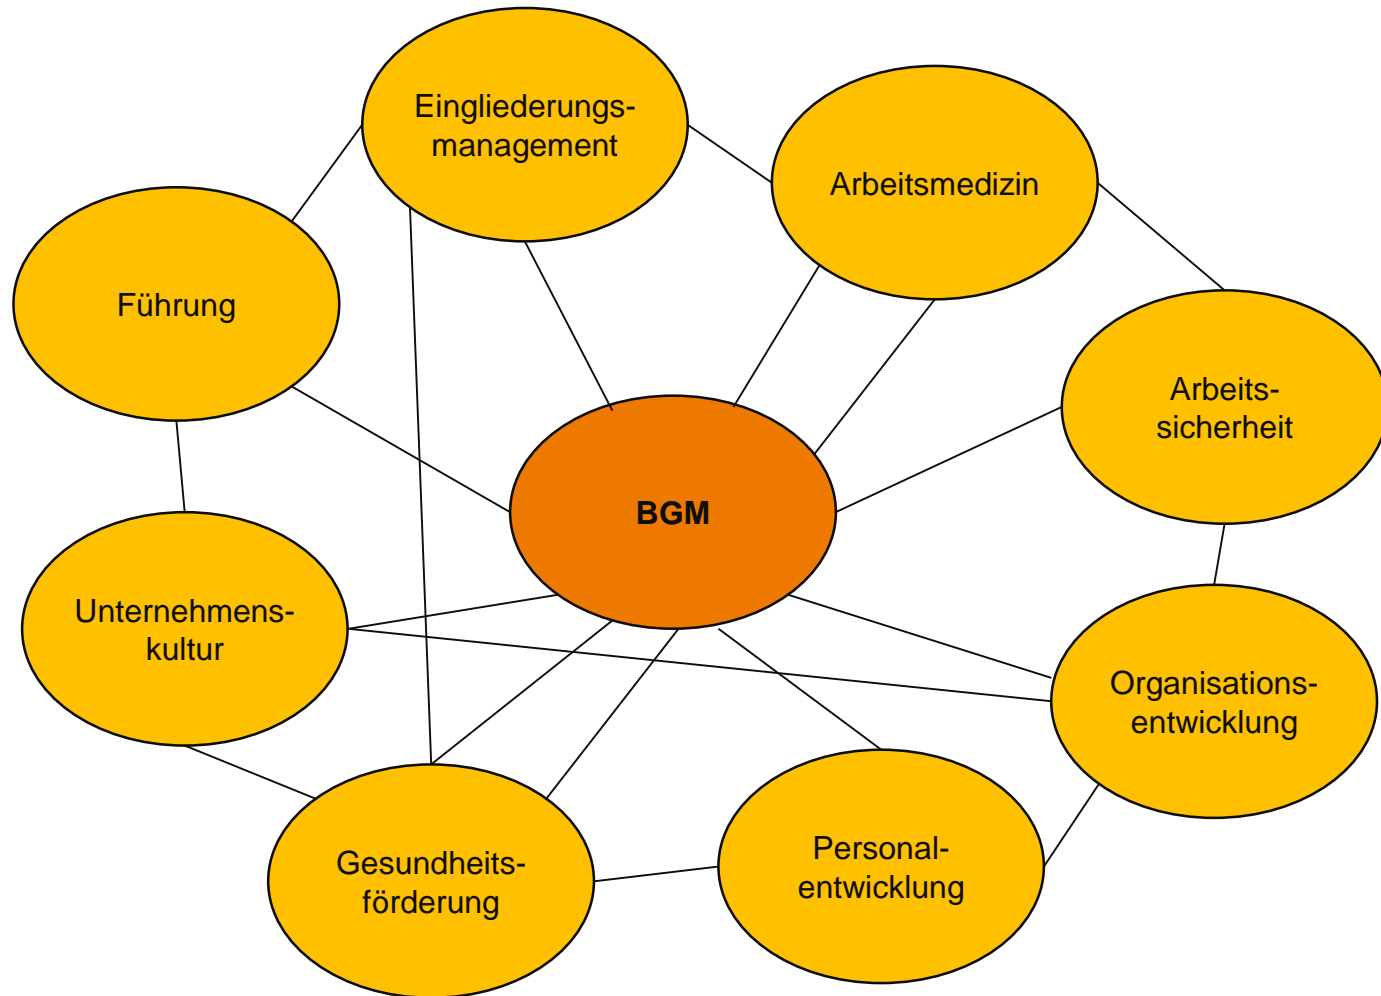 Eingliederungs-
management
Arbeitsmedizin
Führung
Arbeits-
sicherheit
BGM
Unternehmens-
kultur
Organisations-
entwicklung
Gesundheits-
förderung
Personal-
entwicklung